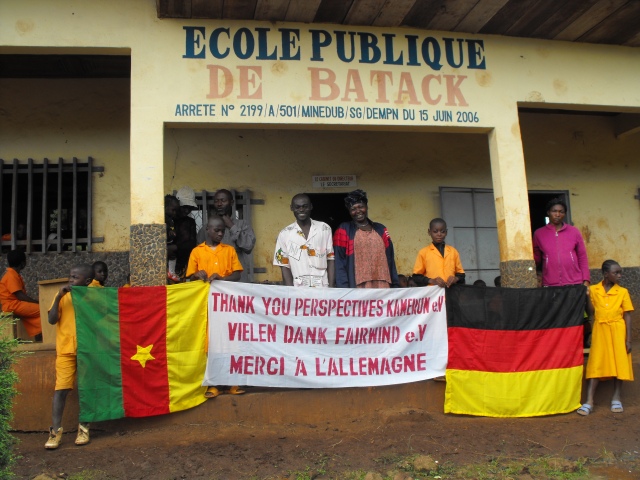 ECOLE PUBLIQUE
DE BATACK
ARRETE N° 2199/A/501/MINEDUB/SG/DEMPN DU 15 JUIN 2006
THANK YOU PERSPECTIVES KAMERUN e.V
VIELEN DANK FAIRWIND e.V
MERCI À L'ALLEMAGNE